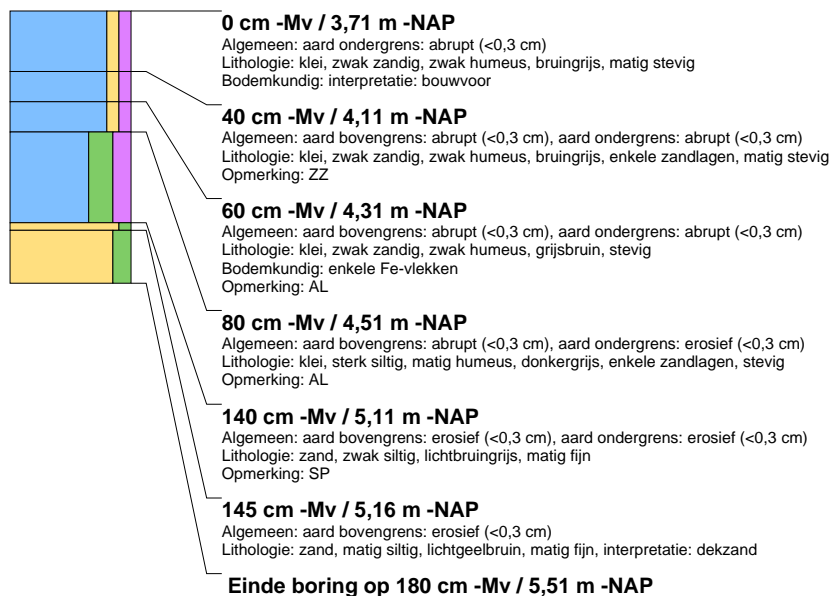 0 cm -Mv / 3,71 m -NAP
Algemeen: aard ondergrens: abrupt (<0,3 cm)
Lithologie: klei, zwak zandig, zwak humeus, bruingrijs, matig stevig
Bodemkundig: interpretatie: bouwvoor
40 cm -Mv / 4,11 m -NAP
Algemeen: aard bovengrens: abrupt (<0,3 cm), aard ondergrens: abrupt (<0,3 cm)
Lithologie: klei, zwak zandig, zwak humeus, bruingrijs, enkele zandlagen, matig stevig
Opmerking: ZZ
60 cm -Mv / 4,31 m -NAP
Algemeen: aard bovengrens: abrupt (<0,3 cm), aard ondergrens: abrupt (<0,3 cm)
Lithologie: klei, zwak zandig, zwak humeus, grijsbruin, stevig
Bodemkundig: enkele Fe-vlekken
Opmerking: AL
80 cm -Mv / 4,51 m -NAP
Algemeen: aard bovengrens: abrupt (<0,3 cm), aard ondergrens: erosief (<0,3 cm)
Lithologie: klei, sterk siltig, matig humeus, donkergrijs, enkele zandlagen, stevig
Opmerking: AL
140 cm -Mv / 5,11 m -NAP
Algemeen: aard bovengrens: erosief (<0,3 cm), aard ondergrens: erosief (<0,3 cm)
Lithologie: zand, zwak siltig, lichtbruingrijs, matig fijn
Opmerking: SP
145 cm -Mv / 5,16 m -NAP
Algemeen: aard bovengrens: erosief (<0,3 cm)
Lithologie: zand, matig siltig, lichtgeelbruin, matig fijn, interpretatie: dekzand
Einde boring op 180 cm -Mv / 5,51 m -NAP